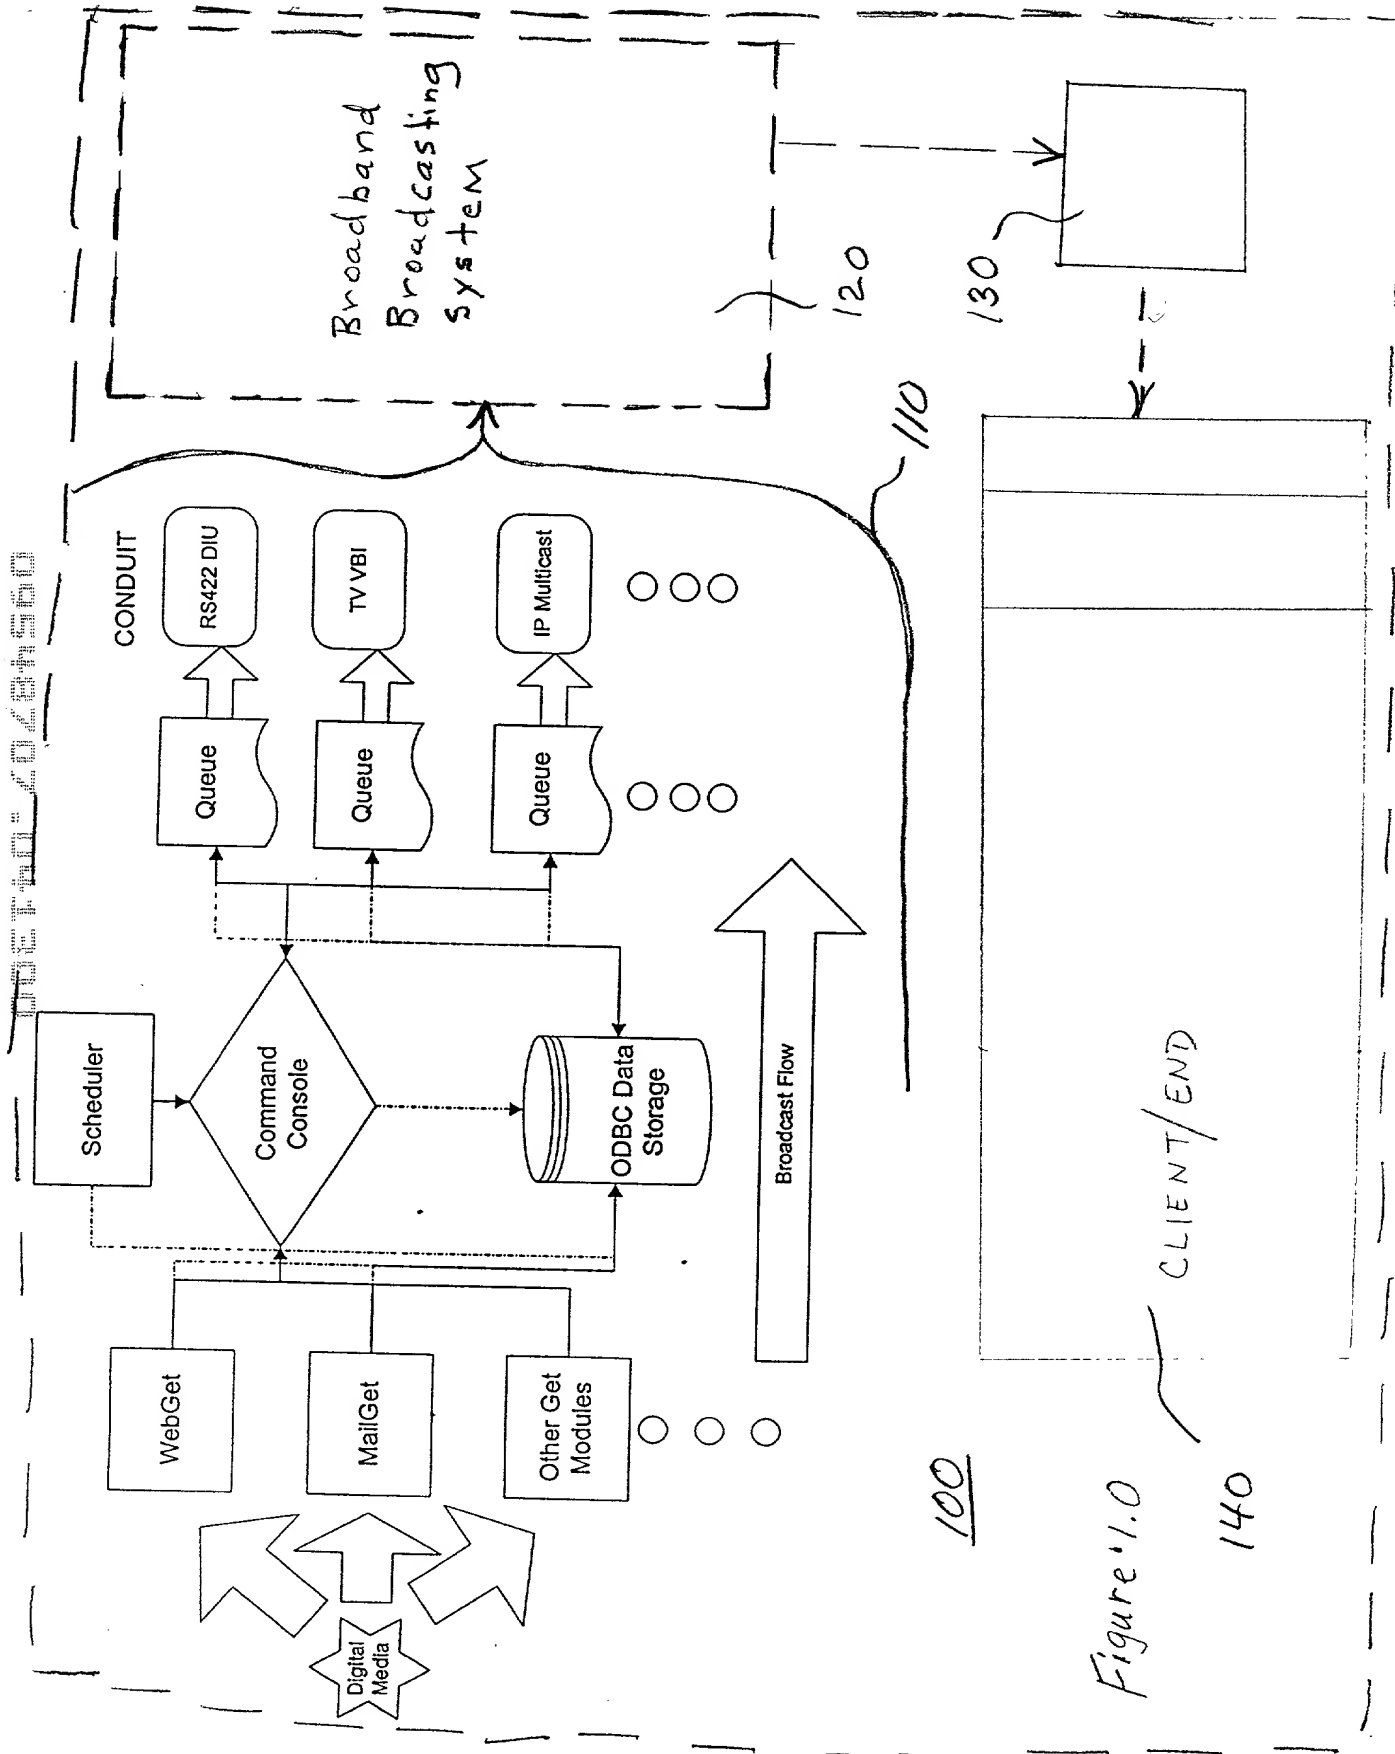 Digital
Media
WebGet
MailGet
Other Get
Modules
Scheduler
Command
Console
ODBC Data
Storage
Queue
Queue
Queue
CONDUIT
RS422 DIU
TV VBI
IP Multicast
Broadcast Flow
Broadband
Broadcasting
System
120
130
110
100
CLIENT/END
140
Figure 1.0